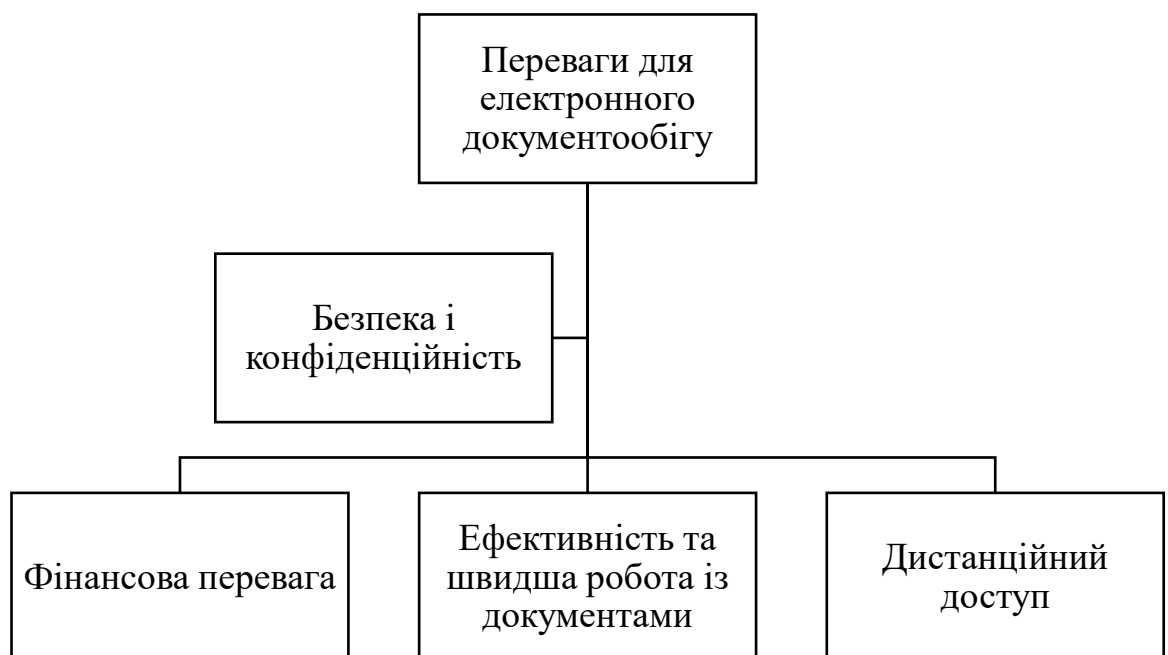 Переваги для
електронного
документообігу
Безпека і
конфіденційність
Фінансова перевага
Ефективність та
швидша робота із
документами
Дистанційний
доступ